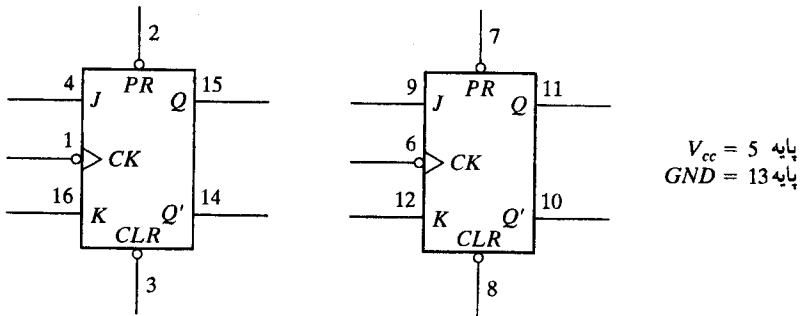 2
7
4 J PR Q 15
9 J PR Q 11
1 CK
6 CK
V_cc = پایه 5
GND = پایه 13
16 K Q' 14
12 K Q' 10
CLR
CLR
3
8